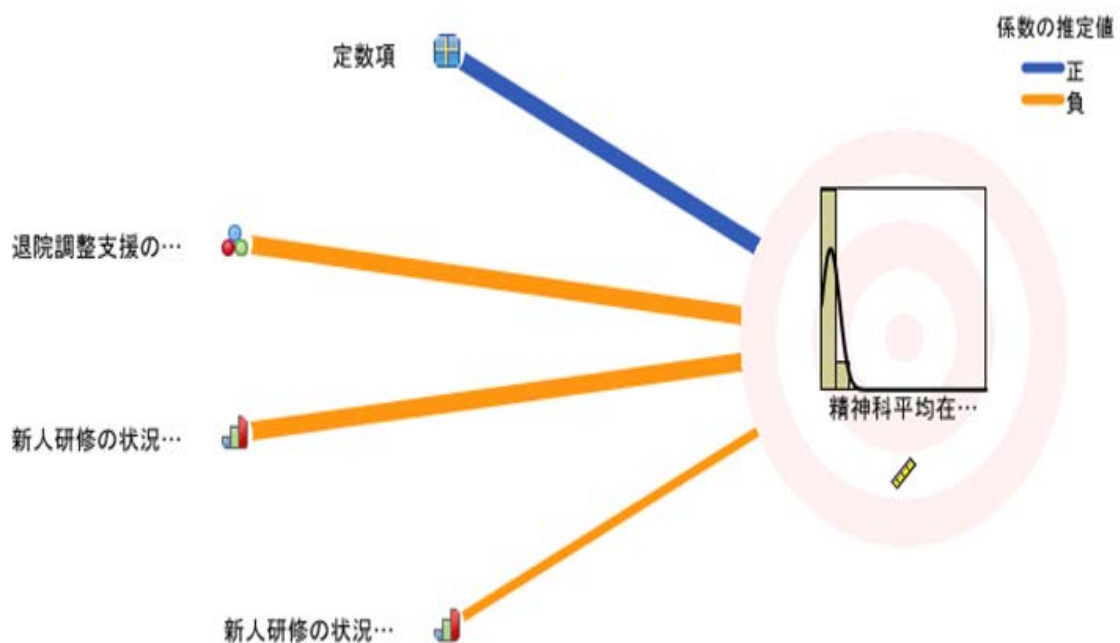 係数の推定値
正
負
定数項
退院調整支援の…
新人研修の状況…
精神科平均在…
新人研修の状況…